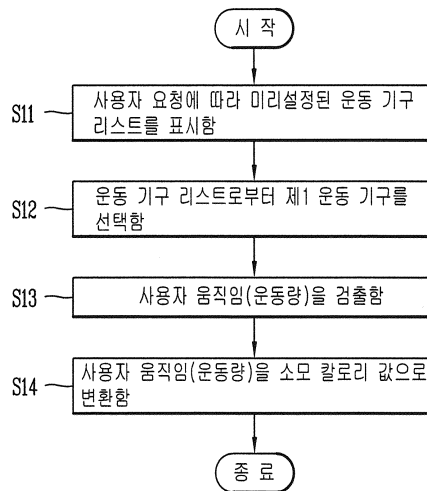 시 작
S11
사용자 요청에 따라 미리설정된 운동 기구
리스트를 표시함
S12
운동 기구 리스트로부터 제1 운동 기구를
선택함
S13
사용자 움직임(운동량)을 검출함
S14
사용자 움직임(운동량)을 소모 칼로리 값으로
변환함
종 료